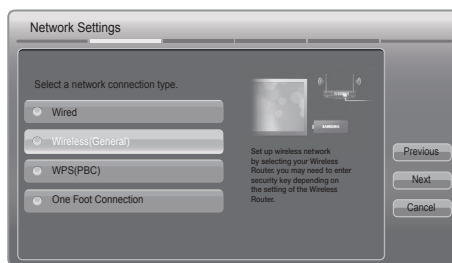 Network Settings
Select a network connection type.
Wired
Wireless(General)
WPS(PBC)
One Foot Connection
SAMSUNG
Set up wireless network
by selecting your Wireless
Router. you may need to enter
security key depending on
the setting of the Wireless
Router.
Previous
Next
Cancel